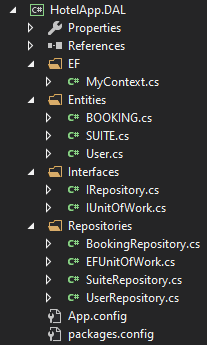 HotelApp.DAL
Properties
References
EF
C# MyContext.cs
Entities
C# BOOKING.cs
C# SUITE.cs
C# User.cs
Interfaces
C# IRepository.cs
C# IUnitOfWork.cs
Repositories
C# BookingRepository.cs
C# EFUnitOfWork.cs
C# SuiteRepository.cs
C# UserRepository.cs
App.config
packages.config